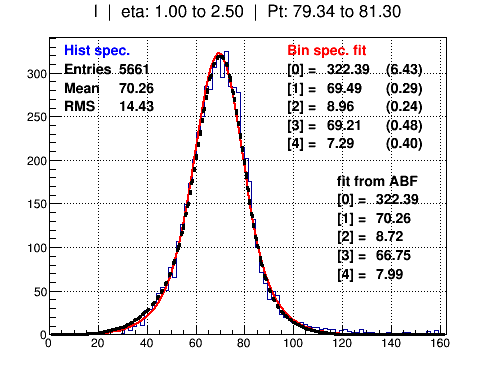 I | eta: 1.00 to 2.50 | Pt: 79.34 to 81.30
Hist spec.
Entries 5661
Mean 70.26
RMS 14.43
Bin spec. fit
[0] = 322.39 (6.43)
[1] = 69.49 (0.29)
[2] = 8.96 (0.24)
[3] = 69.21 (0.48)
[4] = 7.29 (0.40)
fit from ABF
[0] = 322.39
[1] = 70.26
[2] = 8.72
[3] = 66.75
[4] = 7.99
300
250
200
150
100
50
0
0 20 40 60 80 100 120 140 160